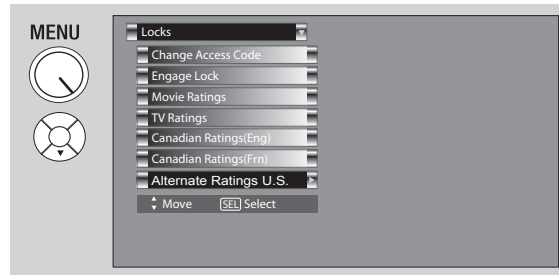 MENU
Locks
Change Access Code
Engage Lock
Movie Ratings
TV Ratings
Canadian Ratings(Eng)
Canadian Ratings(Frn)
Alternate Ratings U.S.
Move SEL Select